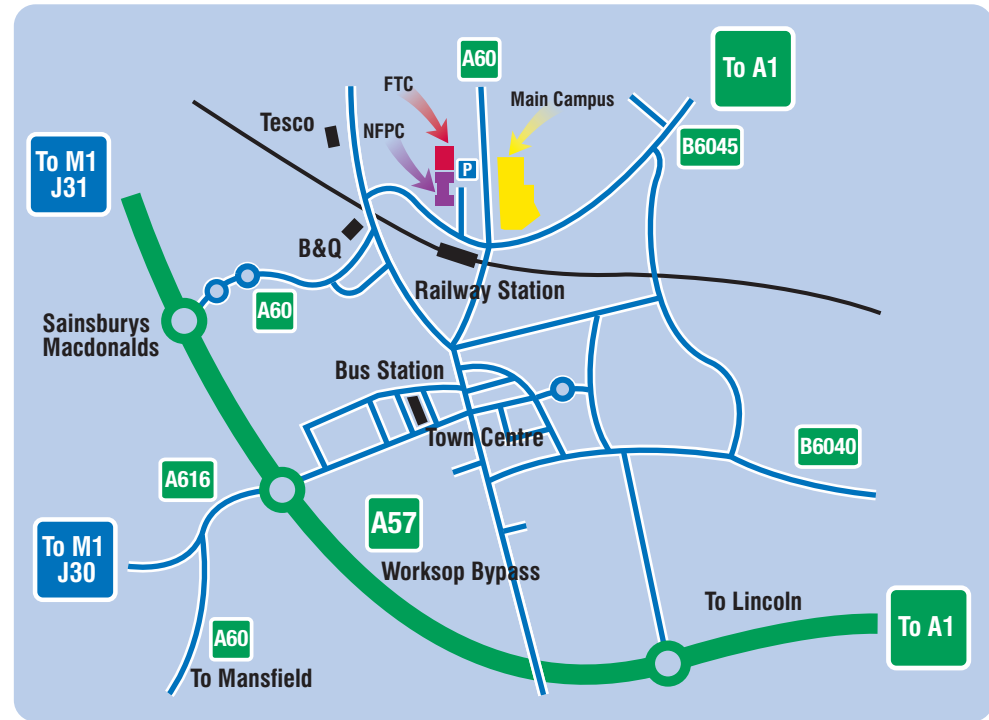 A60
To A1
FTC
Main Campus
Tesco
NFPC
B6045
To M1
J31
P
B&Q
Railway Station
A60
Sainsburys
Macdonalds
Bus Station
Town Centre
B6040
A616
A57
To M1
J30
Worksop Bypass
To Lincoln
To A1
A60
To Mansfield